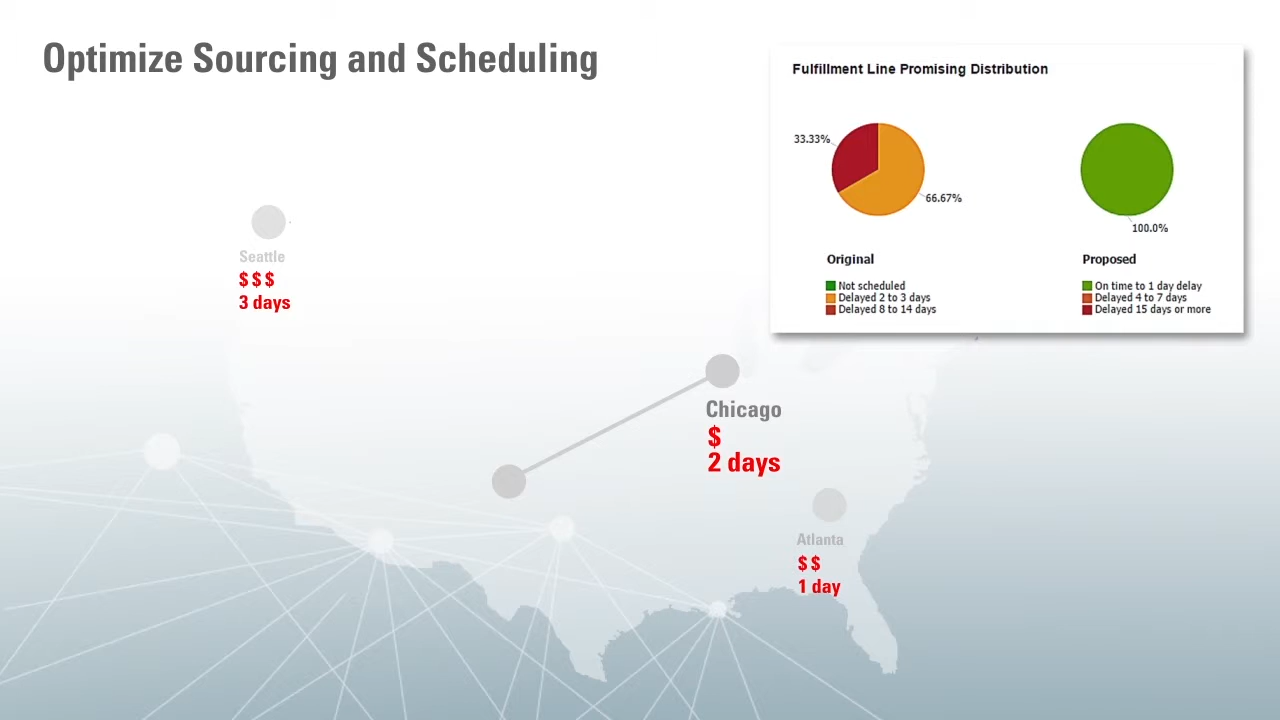 Optimize Sourcing and Scheduling
Fulfillment Line Promising Distribution
33.33%
66.67%
100.0%
Original
Not scheduled
Delayed 2 to 3 days
Delayed 8 to 14 days
Proposed
On time to 1 day delay
Delayed 4 to 7 days
Delayed 15 days or more
Seattle
$ $ $
3 days
Chicago
$
2 days
Atlanta
$ $
1 day